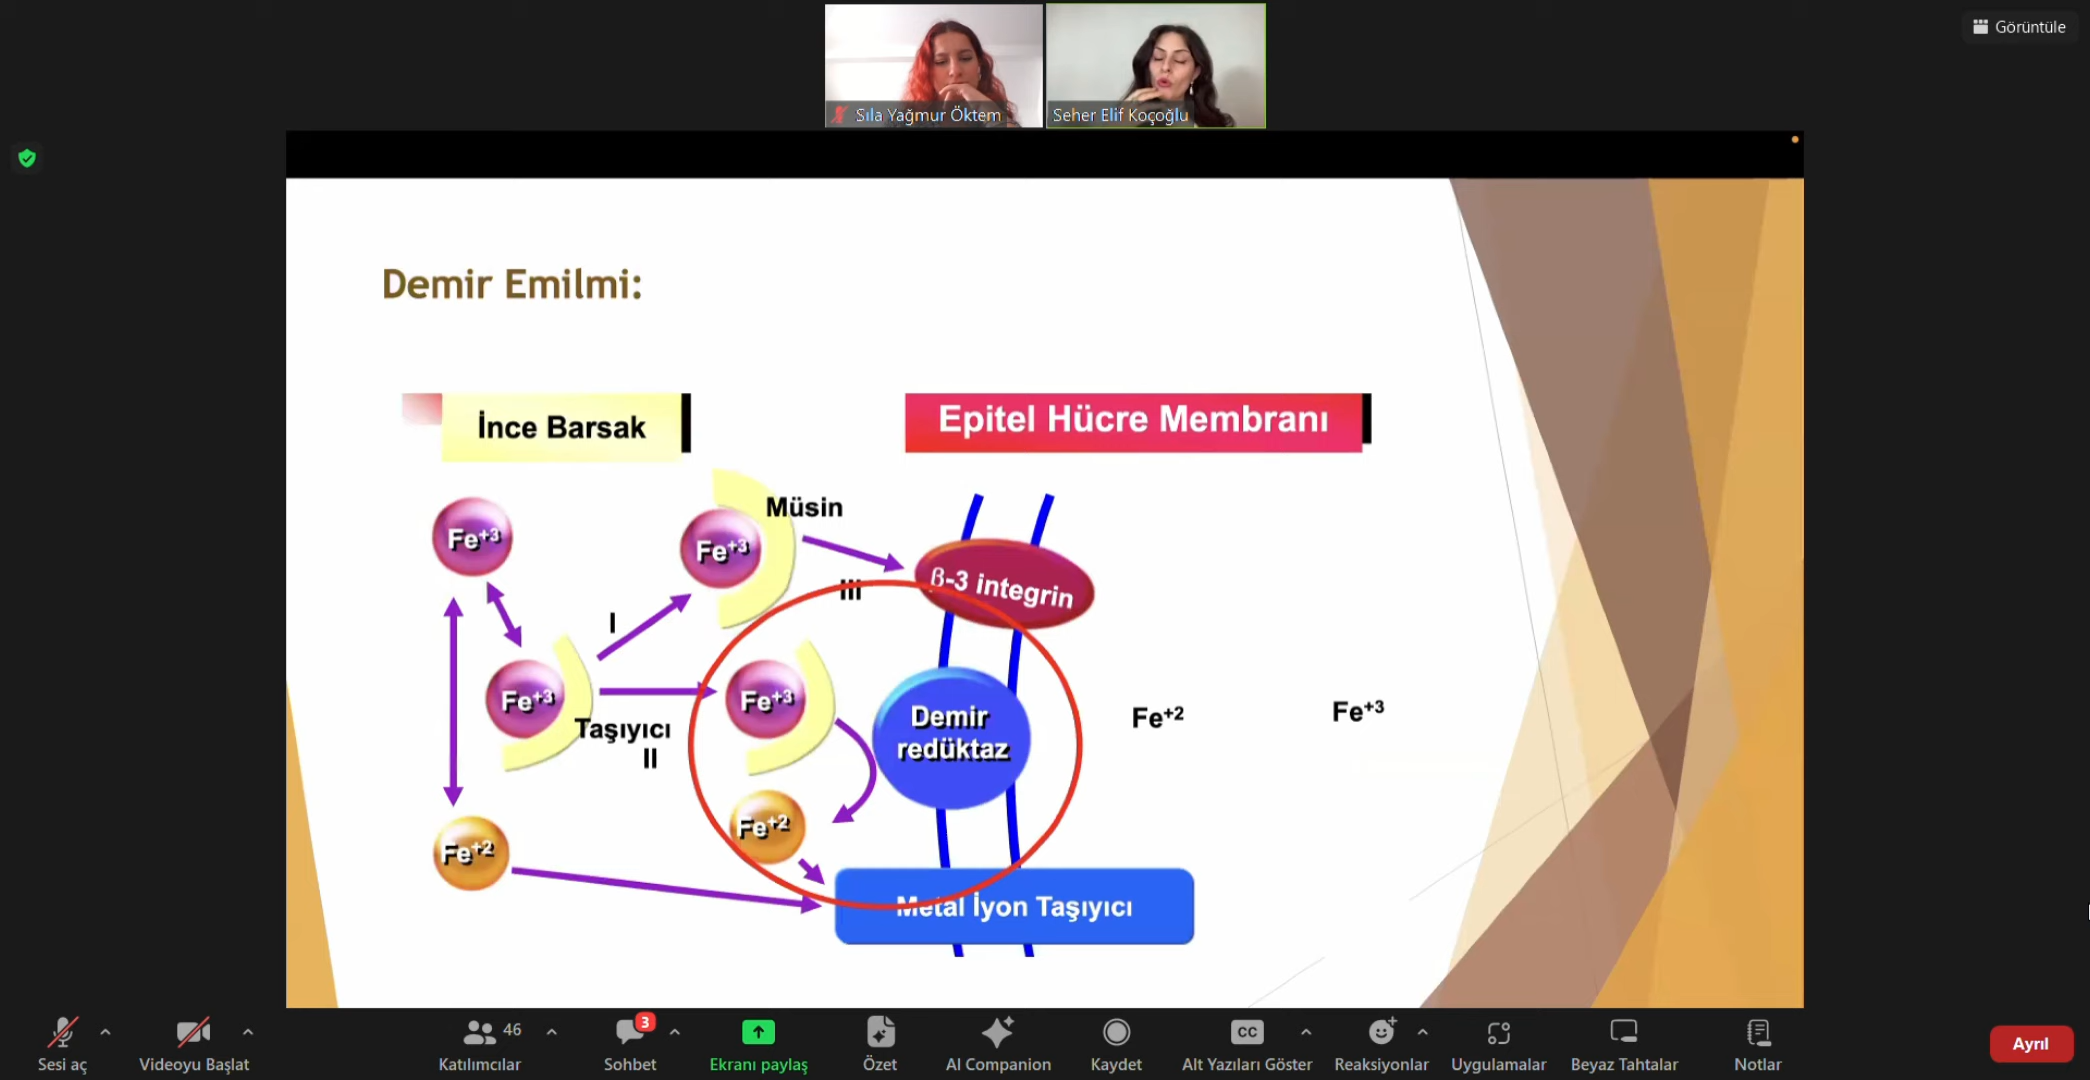 Görüntüle
Sıla Yağmur Öktem
Seher Elif Koçoğlu
Demir Emilmi:
İnce Barsak
Epitel Hücre Membranı
Müsin
Fe+3
Fe+3
β-3 integrin
III
I
Fe+3
Fe+3
Taşıyıcı
II
Demir
redüktaz
Fe+2
Fe+3
Fe+2
Fe+2
Metal İyon Taşıyıcı
Sesi aç
Videoyu Başlat
46
Katılımcılar
3
Sohbet
Ekranı paylaş
Özet
AI Companion
Kaydet
CC
Alt Yazıları Göster
Reaksiyonlar
Uygulamalar
Beyaz Tahtalar
Notlar
Ayrıl